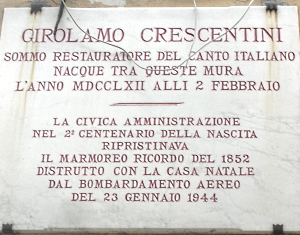 GIROLAMO CRESCENTINI
SOMMO RESTAURATORE DEL CANTO ITALIANO
NACQUE TRA QUESTE MURA
L'ANNO MDCCLXII ALLI 2 FEBBRAIO
LA CIVICA AMMINISTRAZIONE
NEL 2º CENTENARIO DELLA NASCITA
RIPRISTINAVA
IL MARMOREO RICORDO DEL 1852
DISTRUTTO CON LA CASA NATALE
DAL BOMBARDAMENTO AEREO
DEL 23 GENNAIO 1944